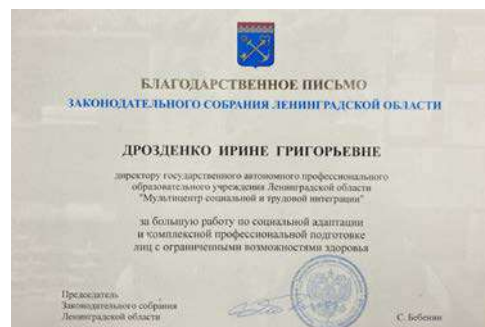 БЛАГОДАРСТВЕННОЕ ПИСЬМО
ЗАКОНОДАТЕЛЬНОГО СОБРАНИЯ ЛЕНИНГРАДСКОЙ ОБЛАСТИ
ДРОЗДЕНКО ИРИНЕ ГРИГОРЬЕВНЕ
директору государственного автономного профессионального
образовательного учреждения Ленинградской области
"Мультицентр социальной и трудовой интеграции"
за большую работу по социальной адаптации
и комплексной профессиональной подготовке
лиц с ограниченными возможностями здоровья
Председатель
Законодательного собрания
Ленинградской области
С. Бебенин